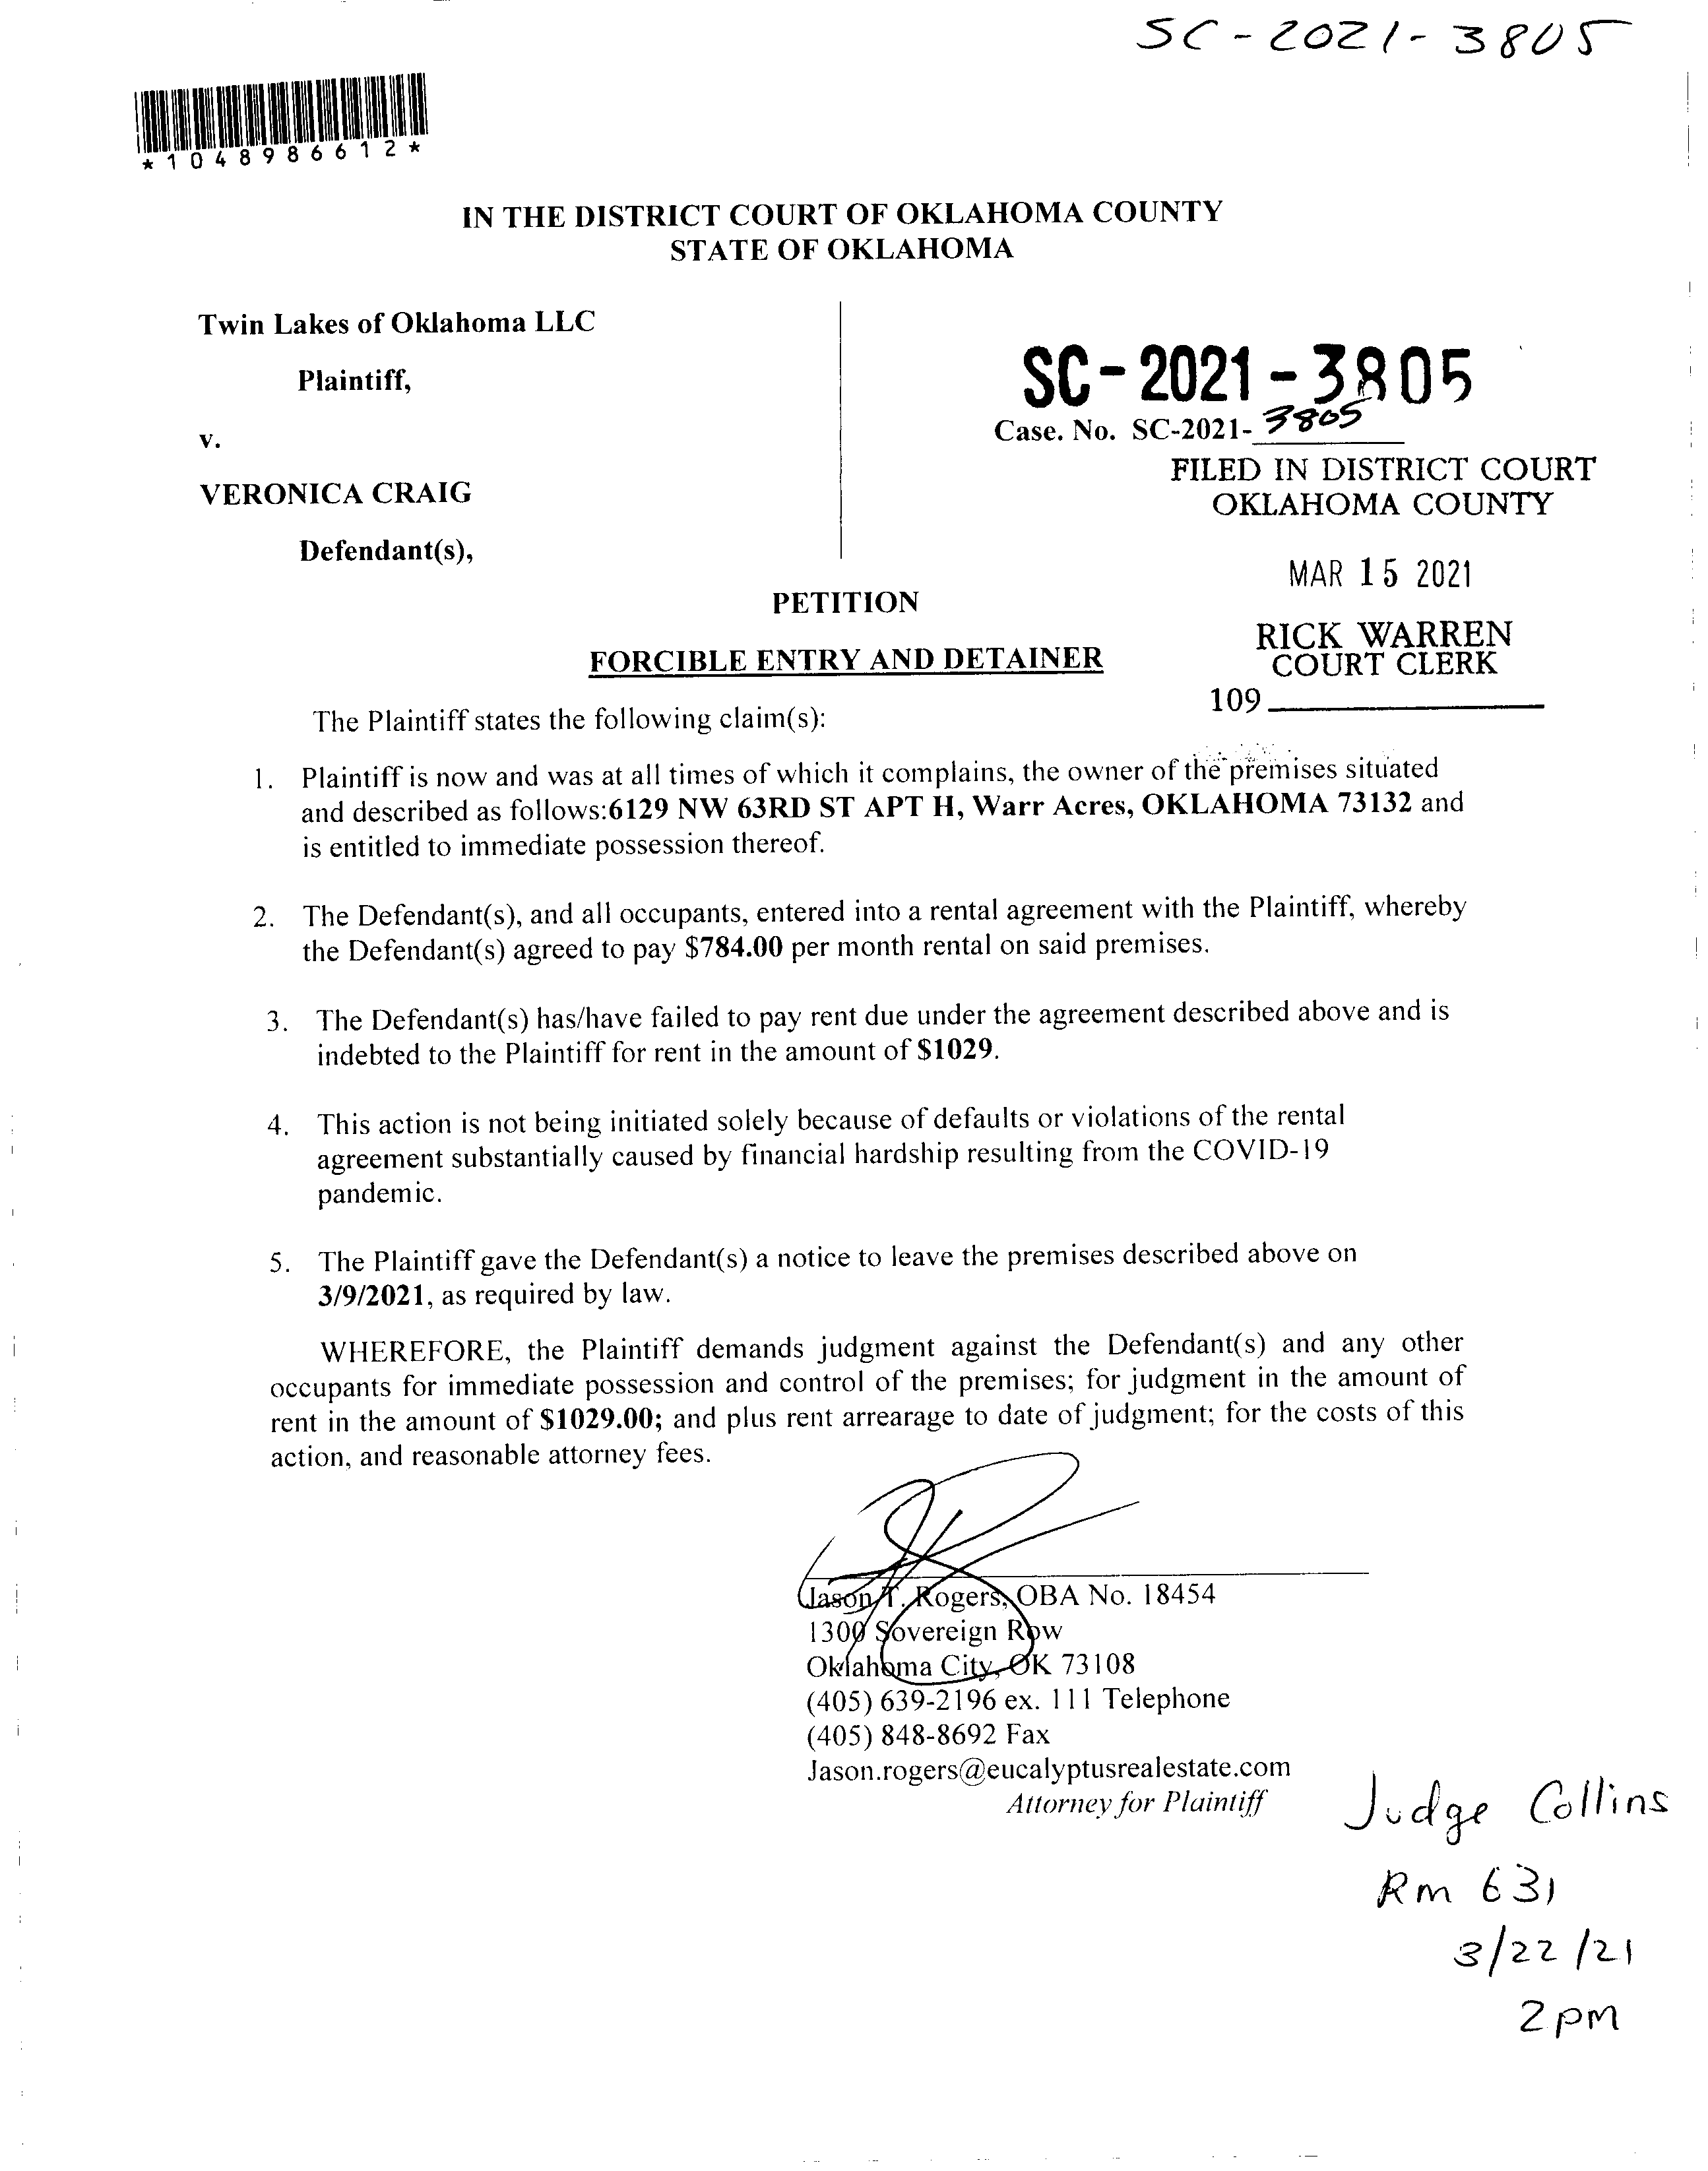 SC-2021-3805
*1048986612*
IN THE DISTRICT COURT OF OKLAHOMA COUNTY
STATE OF OKLAHOMA
Twin Lakes of Oklahoma LLC
Plaintiff,
v.
VERONICA CRAIG
Defendant(s),
SC-2021-3805
Case. No. SC-2021-3805
FILED IN DISTRICT COURT
OKLAHOMA COUNTY
MAR 15 2021
RICK WARREN
COURT CLERK
109
PETITION
FORCIBLE ENTRY AND DETAINER
The Plaintiff states the following claim(s):
1. Plaintiff is now and was at all times of which it complains, the owner of the premises situated
and described as follows:6129 NW 63RD ST APT H, Warr Acres, OKLAHOMA 73132 and
is entitled to immediate possession thereof.
2. The Defendant(s), and all occupants, entered into a rental agreement with the Plaintiff, whereby
the Defendant(s) agreed to pay $784.00 per month rental on said premises.
3. The Defendant(s) has/have failed to pay rent due under the agreement described above and is
indebted to the Plaintiff for rent in the amount of $1029.
4. This action is not being initiated solely because of defaults or violations of the rental
agreement substantially caused by financial hardship resulting from the COVID-19
pandemic.
5. The Plaintiff gave the Defendant(s) a notice to leave the premises described above on
3/9/2021, as required by law.
WHEREFORE, the Plaintiff demands judgment against the Defendant(s) and any other
occupants for immediate possession and control of the premises; for judgment in the amount of
rent in the amount of $1029.00; and plus rent arrearage to date of judgment; for the costs of this
action, and reasonable attorney fees.
Jason T. Rogers, OBA No. 18454
1300 Sovereign Row
Oklahoma City, OK 73108
(405) 639-2196 ex. 111 Telephone
(405) 848-8692 Fax
Jason.rogers@eucalyptusrealestate.com
Attorney for Plaintiff
Judge Collins
Rm 631
3/22/21
2pm